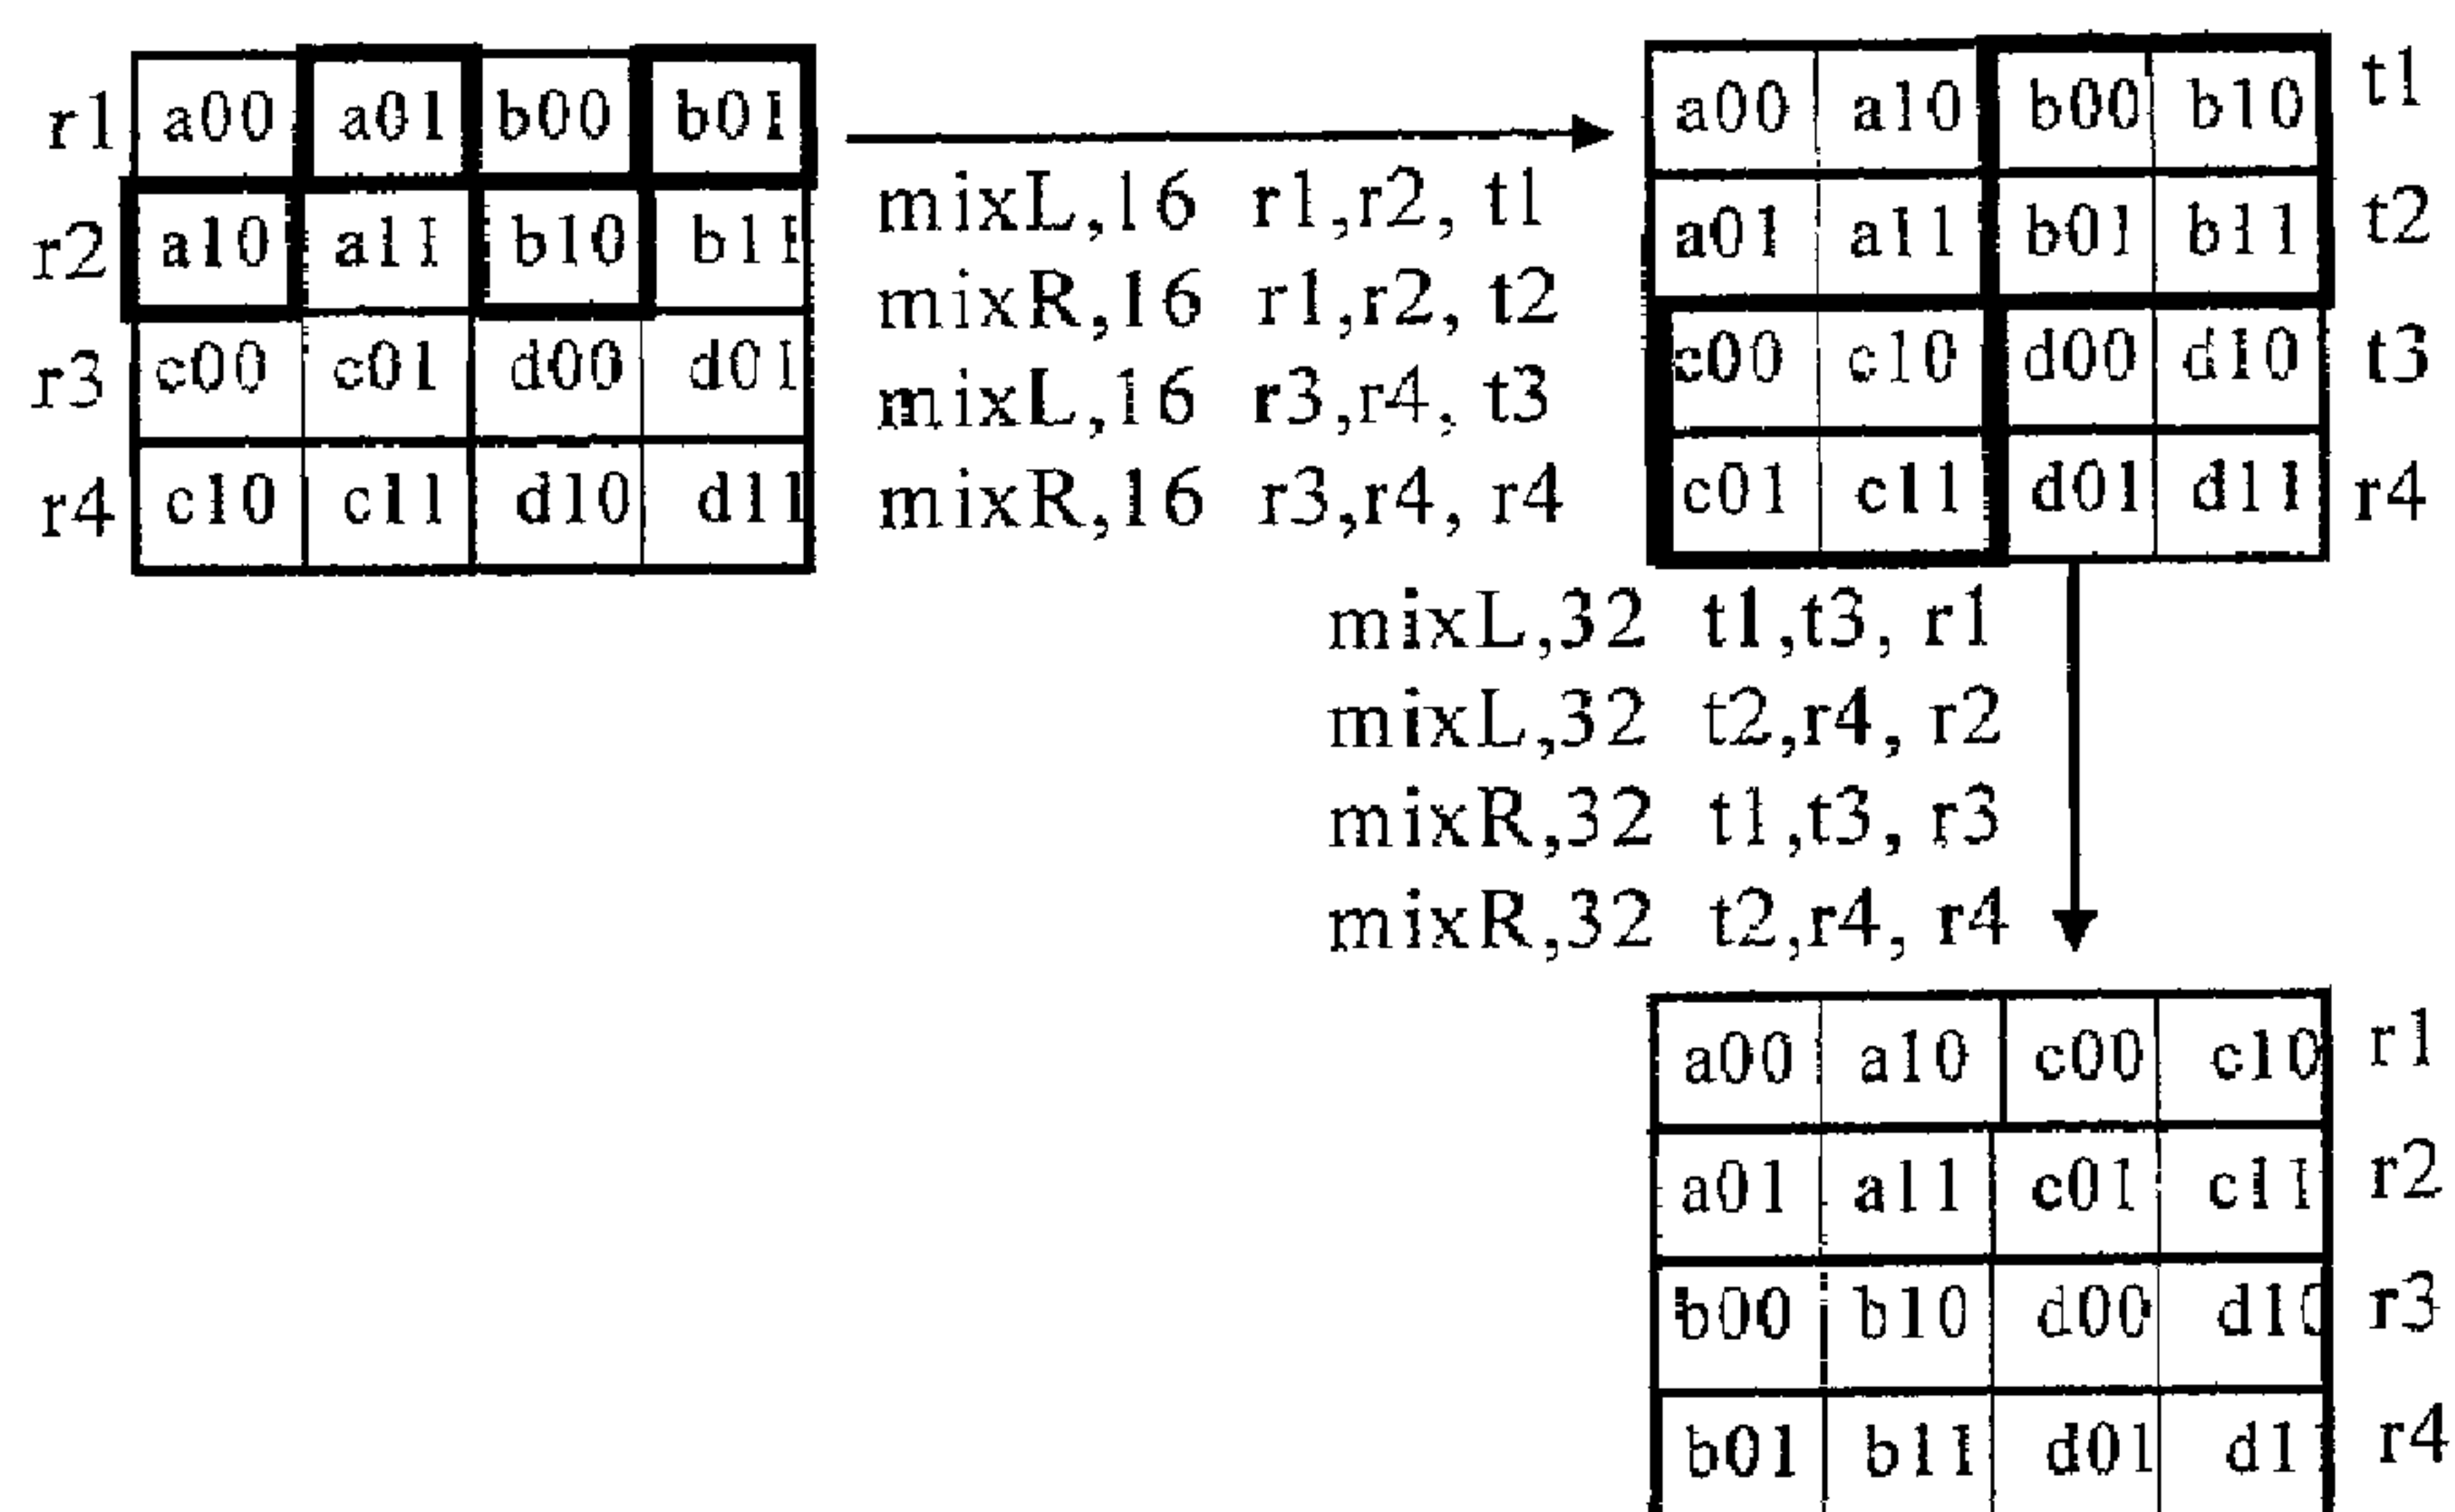 r1 a00 a01 b00 b01
r2 a10 a11 b10 b11
r3 c00 c01 d00 d01
r4 c10 c11 d10 d11
mixL,16 r1,r2, t1
mixR,16 r1,r2, t2
mixL,16 r3,r4, t3
mixR,16 r3,r4, r4
a00 a10 b00 b10 t1
a01 a11 b01 b11 t2
c00 c10 d00 d10 t3
c01 c11 d01 d11 r4
mixL,32 t1,t3, r1
mixL,32 t2,r4, r2
mixR,32 t1,t3, r3
mixR,32 t2,r4, r4
a00 a10 c00 c10 r1
a01 a11 c01 c11 r2
b00 b10 d00 d10 r3
b01 b11 d01 d11 r4